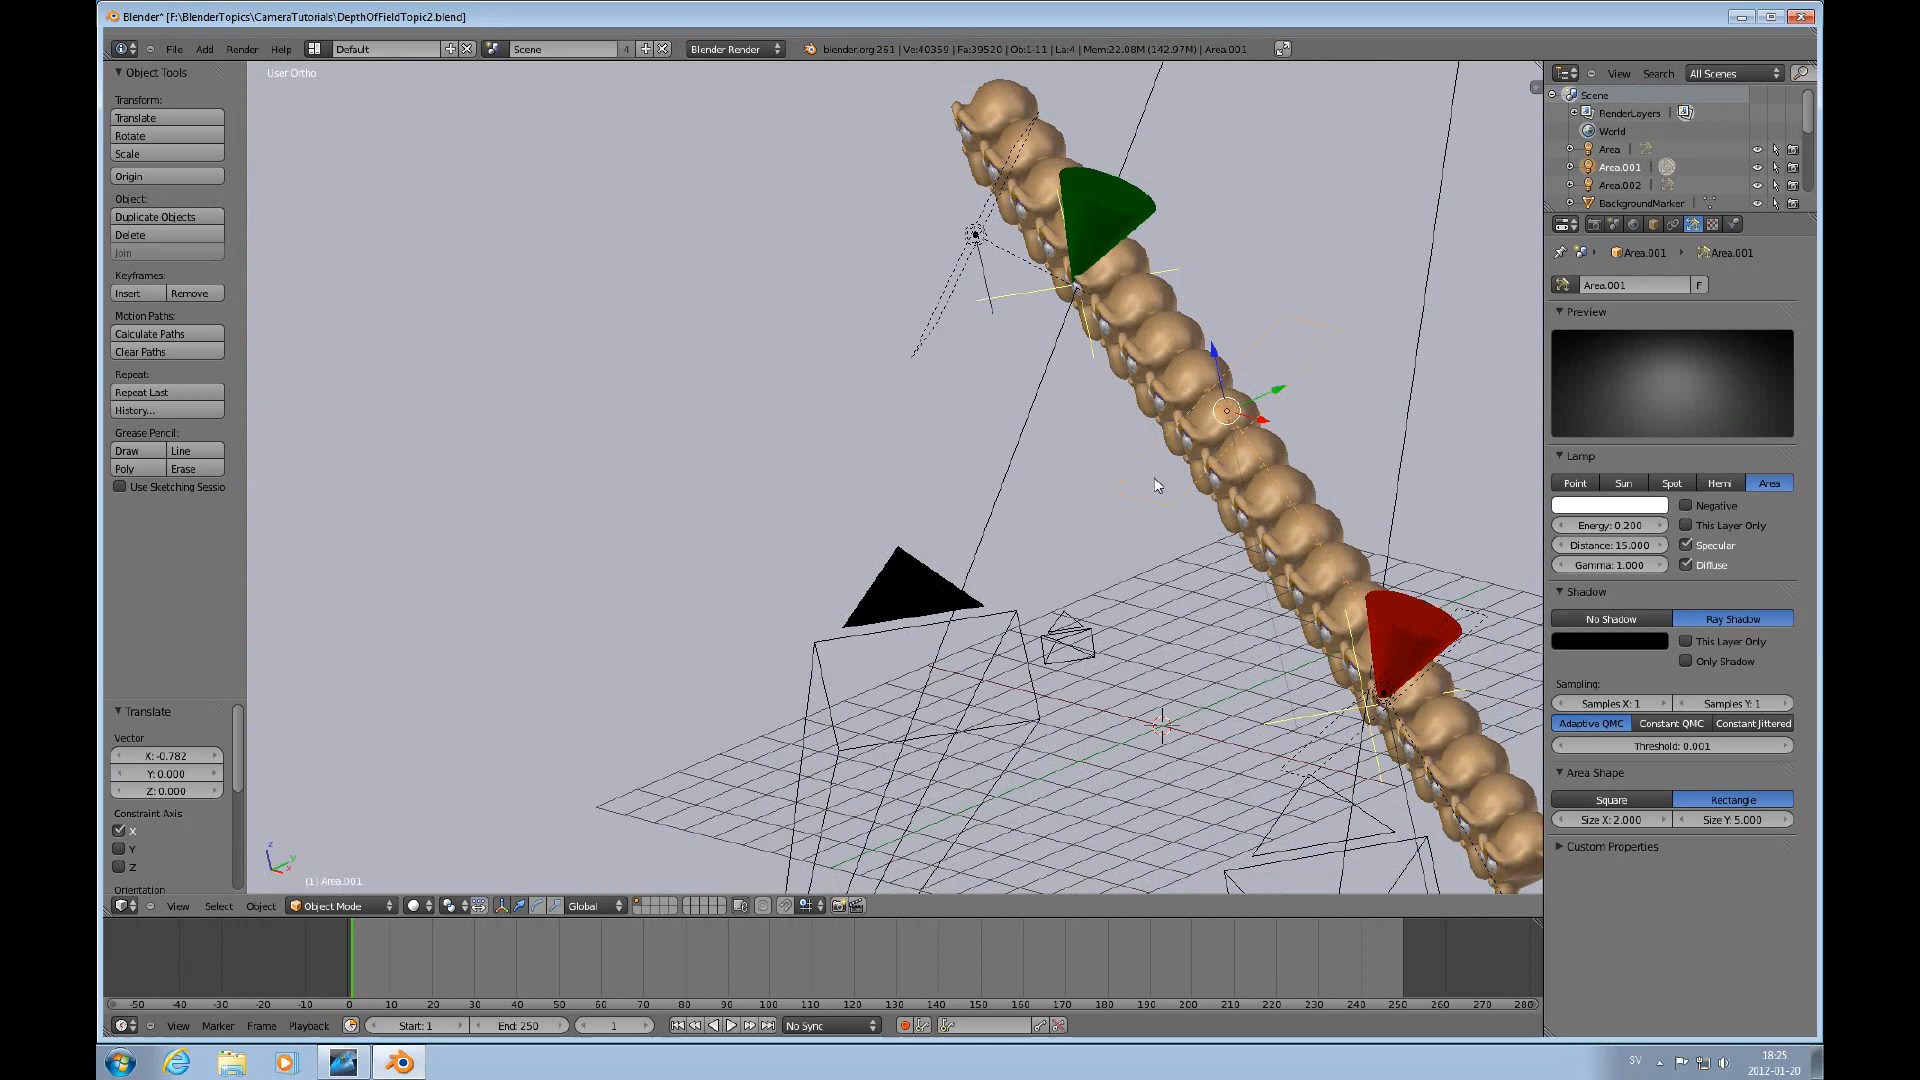 Blender* [F:\BlenderTopics\CameraTutorials\DepthOfFieldTopic2.blend]
File Add Render Help Default Scene 4 Blender Render blender.org 261 | Ve:40359 | Fa:39520 | Ob:1-11 | La:4 | Mem:22.08M (142.97M) | Area.001
Object Tools
Transform:
Translate
Rotate
Scale
Origin
Object:
Duplicate Objects
Delete
Join
Keyframes:
Insert Remove
Motion Paths:
Calculate Paths
Clear Paths
Repeat:
Repeat Last
History...
Grease Pencil:
Draw Line
Poly Erase
Use Sketching Sessio
Translate
Vector
X: -0.782
Y: 0.000
Z: 0.000
Constraint Axis
X
Y
Z
Orientation
User Ortho
(1) Area.001
View Select Object Object Mode Global
View Search All Scenes
Scene
RenderLayers
World
Area
Area.001
Area.002
BackgroundMarker
Area.001 Area.001
Area.001 F
Preview
Lamp
Point Sun Spot Hemi Area
Negative
Energy: 0.200 This Layer Only
Distance: 15.000 Specular
Gamma: 1.000 Diffuse
Shadow
No Shadow Ray Shadow
This Layer Only
Only Shadow
Sampling:
Samples X: 1 Samples Y: 1
Adaptive QMC Constant QMC Constant Jittered
Threshold: 0.001
Area Shape
Square Rectangle
Size X: 2.000 Size Y: 5.000
Custom Properties
-50 -40 -30 -20 -10 0 10 20 30 40 50 60 70 80 90 100 110 120 130 140 150 160 170 180 190 200 210 220 230 240 250 260 270 280
View Marker Frame Playback Start: 1 End: 250 1 No Sync
SV
18:25
2012-01-20